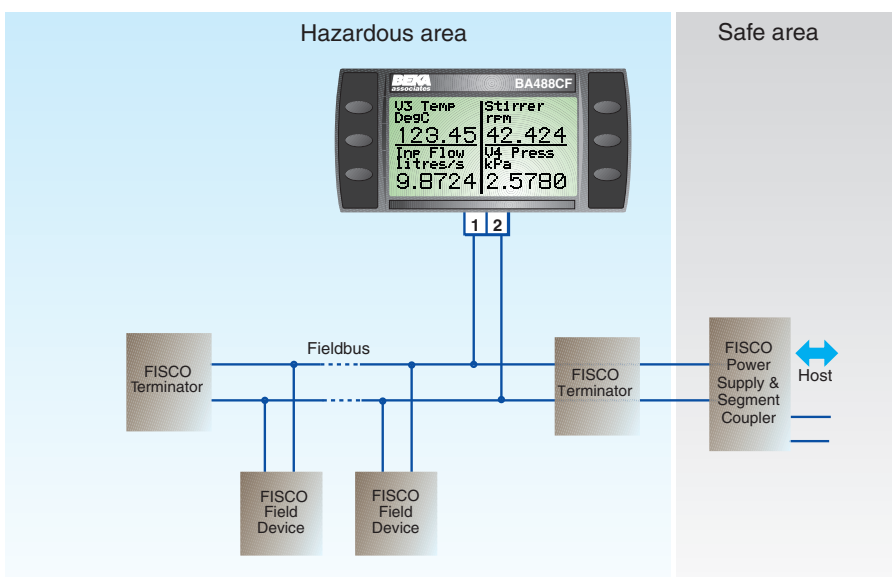 Hazardous area
Safe area
BEKA
associates
BA488CF
V3 Temp
DegC
123.45
Stirrer
rpm
42.424
Inp Flow
litres/s
9.8724
V4 Press
kPa
2.5780
1 2
FISCO
Terminator
Fieldbus
FISCO
Terminator
FISCO
Power
Supply &
Segment
Coupler
Host
FISCO
Field
Device
FISCO
Field
Device